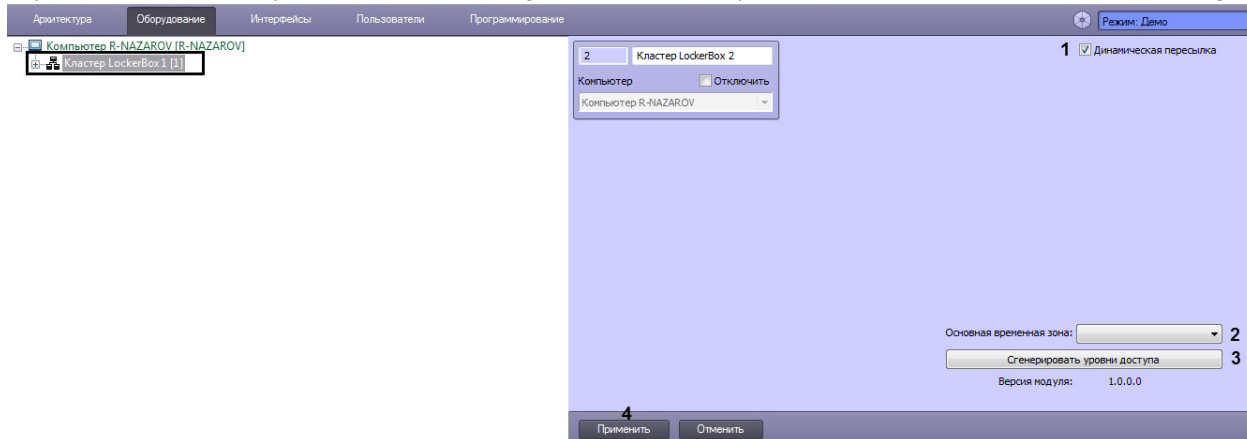 Архитектура Оборудование Интерфейсы Пользователи Программирование Режим: Демо
Компьютер R-NAZAROV [R-NAZAROV]
Кластер LockerBox 1 [1]
2 Кластер LockerBox 2
Компьютер Отключить
Компьютер R-NAZAROV
1 Динамическая пересылка
Основная временная зона: 2
Сгенерировать уровни доступа 3
Версия модуля: 1.0.0.0
4
Применить Отменить